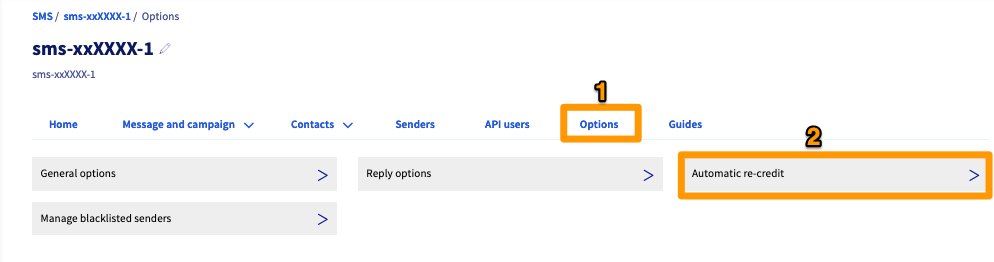 SMS / sms-xxXXXX-1 / Options
sms-xxXXXX-1
sms-xxXXXX-1
1
Home Message and campaign Contacts Senders API users Options Guides
2
General options Reply options Automatic re-credit
Manage blacklisted senders